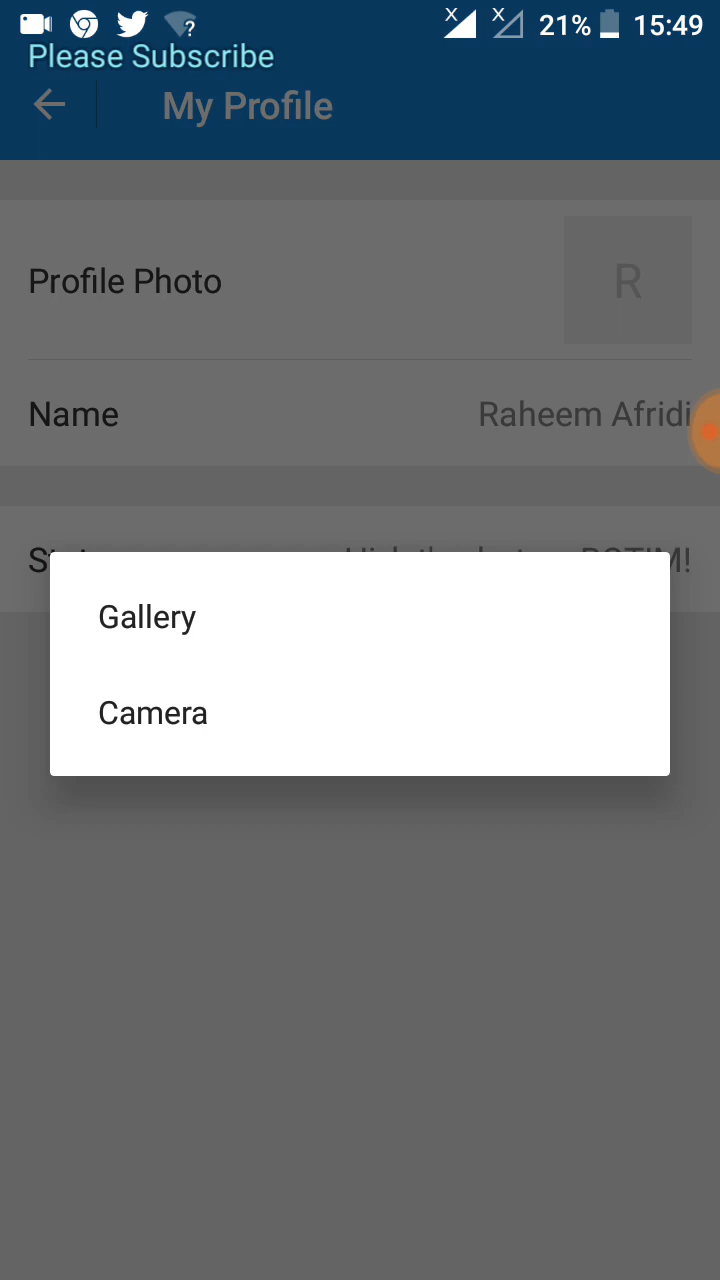 21% 15:49
Please Subscribe
My Profile
Profile Photo
R
Name Raheem Afridi
Gallery
Camera